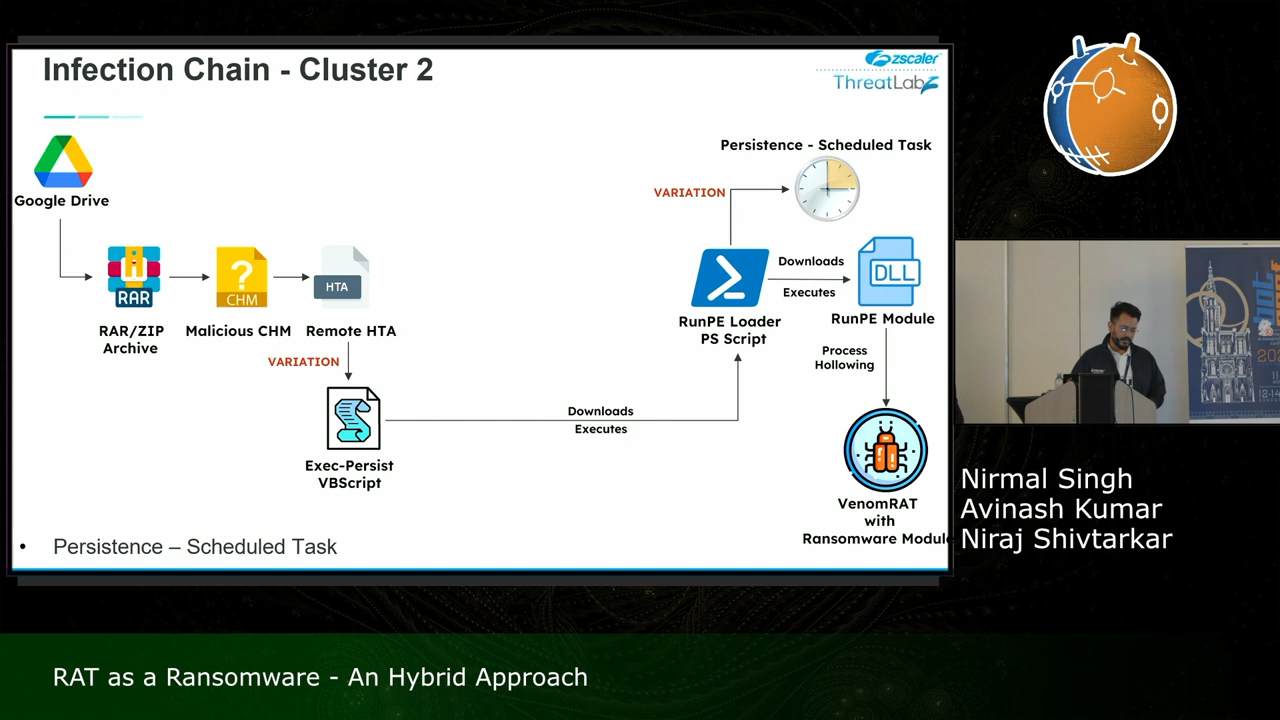 Infection Chain - Cluster 2
zscaler
ThreatLabz
Persistence - Scheduled Task
VARIATION
Google Drive
RAR
CHM
HTA
Downloads
Executes
DLL
RAR/ZIP
Archive
Malicious CHM
Remote HTA
RunPE Loader
PS Script
RunPE Module
VARIATION
Process
Hollowing
Downloads
Executes
Exec-Persist
VBScript
VenomRAT
with
Ransomware Module
• Persistence – Scheduled Task
Nirmal Singh
Avinash Kumar
Niraj Shivtarkar
RAT as a Ransomware - An Hybrid Approach